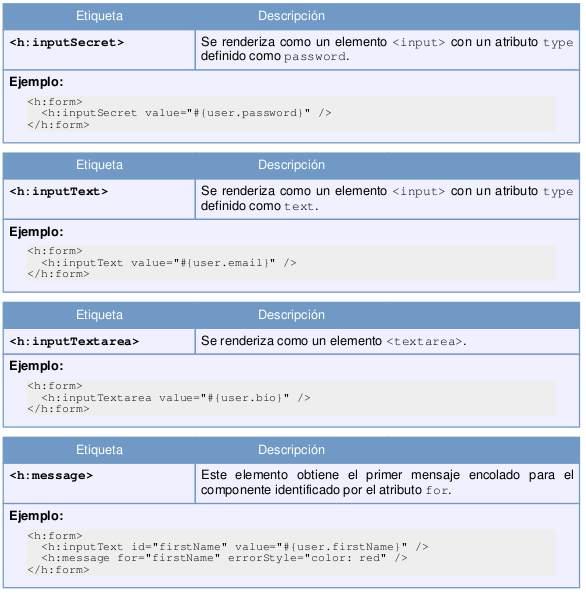 Etiqueta Descripción
<h:inputSecret> Se renderiza como un elemento <input> con un atributo type
definido como password.
Ejemplo:
<h:form>
<h:inputSecret value="#{user.password}" />
</h:form>
Etiqueta Descripción
<h:inputText> Se renderiza como un elemento <input> con un atributo type
definido como text.
Ejemplo:
<h:form>
<h:inputText value="#{user.email}" />
</h:form>
Etiqueta Descripción
<h:inputTextarea> Se renderiza como un elemento <textarea>.
Ejemplo:
<h:form>
<h:inputTextarea value="#{user.bio}" />
</h:form>
Etiqueta Descripción
<h:message> Este elemento obtiene el primer mensaje encolado para el
componente identificado por el atributo for.
Ejemplo:
<h:form>
<h:inputText id="firstName" value="#{user.firstName}" />
<h:message for="firstName" errorStyle="color: red" />
</h:form>